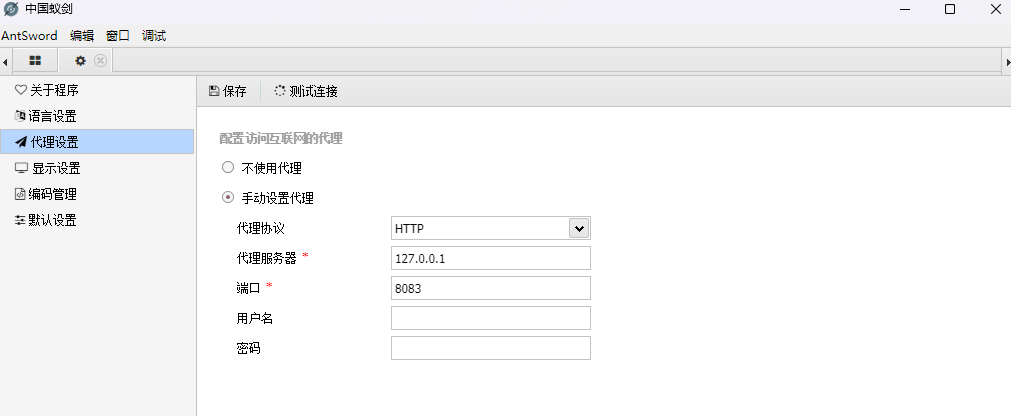 中国蚁剑
AntSword 编辑 窗口 调试
关于程序
语言设置
代理设置
显示设置
编码管理
默认设置
保存 测试连接
配置访问互联网的代理
不使用代理
手动设置代理
代理协议 HTTP
代理服务器 * 127.0.0.1
端口 * 8083
用户名
密码